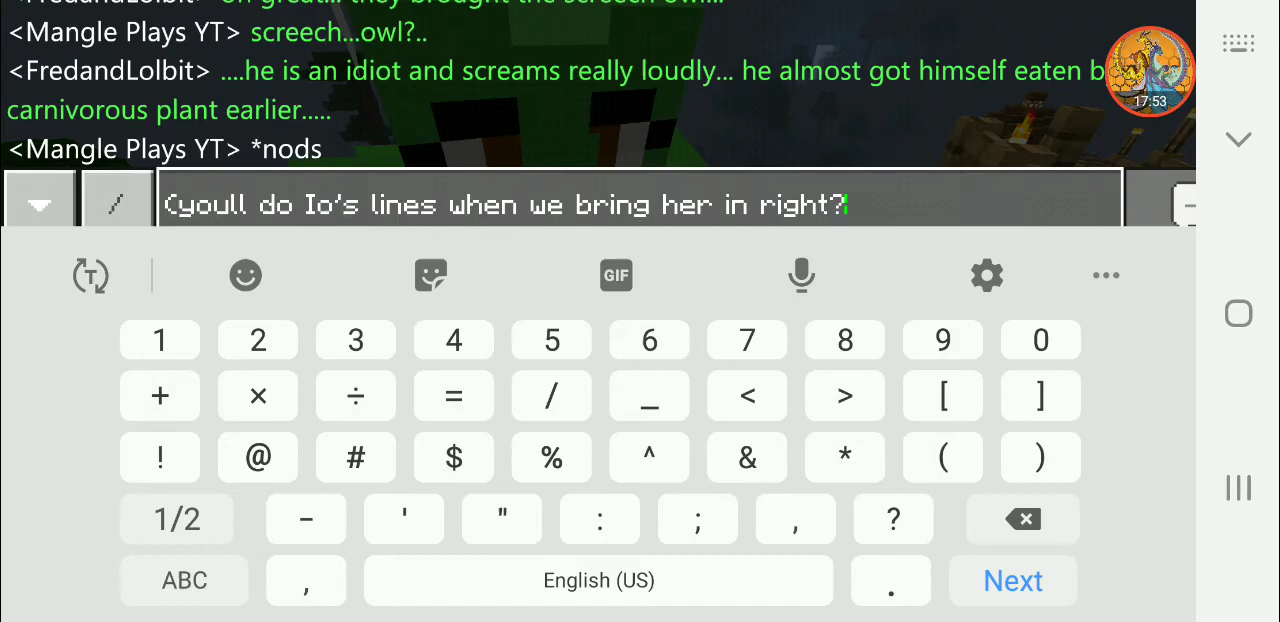 <Mangle Plays YT> screech...owl?..
<FredandLolbit> ....he is an idiot and screams really loudly... he almost got himself eaten b
carnivorous plant earlier.....
<Mangle Plays YT> *nods
17:53
/ (youll do Io's lines when we bring her in right?
T GIF
1 2 3 4 5 6 7 8 9 0
+ × ÷ = / _ < > [ ]
! @ # $ % ^ & * ( )
1/2 - ' " : ; , ?
ABC , English (US) . Next